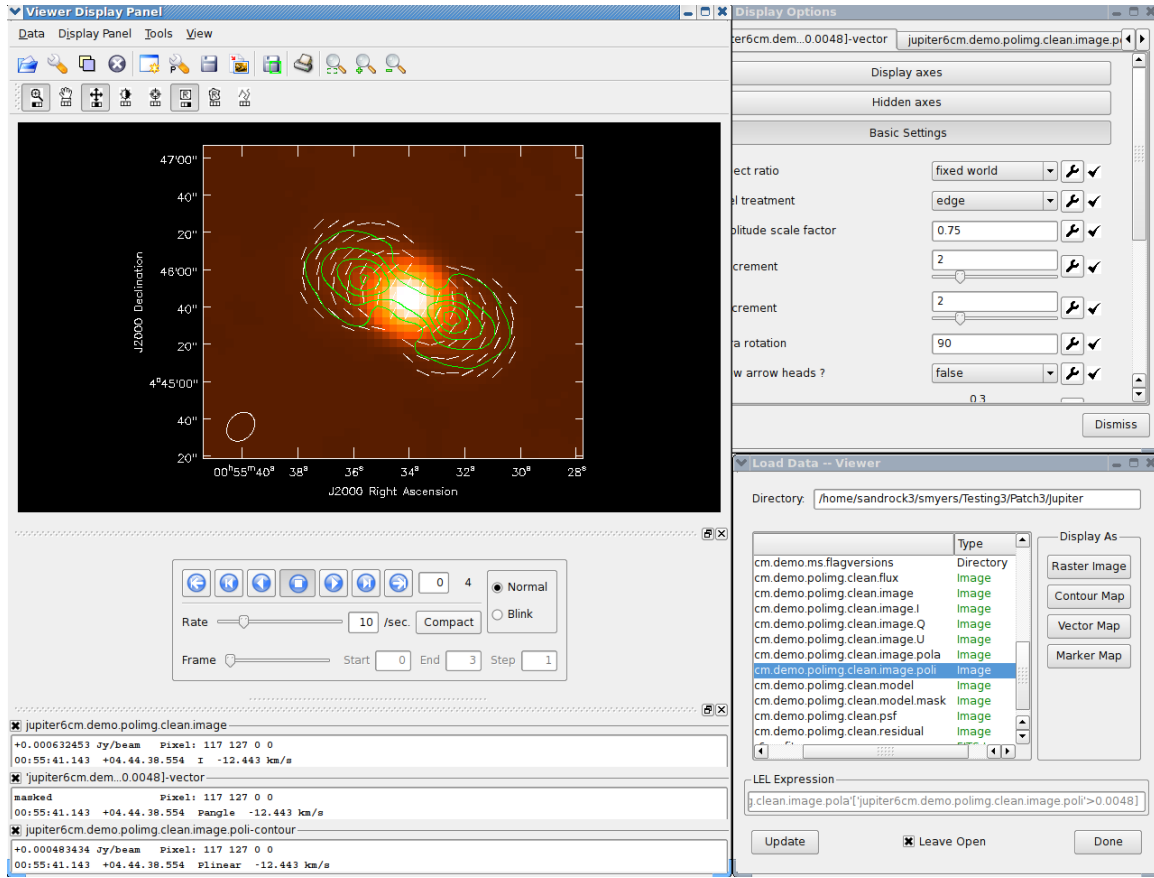 Viewer Display Panel
Data Display Panel Tools View
47'00"
40"
20"
46'00"
40"
20"
4°45'00"
40"
20"
J2000 Declination
00h55m40s 38s 36s 34s 32s 30s 28s
J2000 Right Ascension
0 4
Normal
Blink
Rate 10 /sec. Compact
Frame Start 0 End 3 Step 1
jupiter6cm.demo.polimg.clean.image
+0.000632453 Jy/beam Pixel: 117 127 0 0
00:55:41.143 +04.44.38.554 I -12.443 km/s
'jupiter6cm.dem...0.0048]-vector
masked Pixel: 117 127 0 0
00:55:41.143 +04.44.38.554 Pangle -12.443 km/s
jupiter6cm.demo.polimg.clean.image.poli-contour
+0.000483434 Jy/beam Pixel: 117 127 0 0
00:55:41.143 +04.44.38.554 Plinear -12.443 km/s
Display Options
ter6cm.dem...0.0048]-vector jupiter6cm.demo.polimg.clean.image.p
Display axes
Hidden axes
Basic Settings
ect ratio fixed world
el treatment edge
plitude scale factor 0.75
crement 2
crement 2
ra rotation 90
w arrow heads ? false
0.3
Dismiss
Load Data -- Viewer
Directory: /home/sandrock3/smyers/Testing3/Patch3/Jupiter
Type
cm.demo.ms.flagversions Directory
cm.demo.polimg.clean.flux Image
cm.demo.polimg.clean.image Image
cm.demo.polimg.clean.image.I Image
cm.demo.polimg.clean.image.Q Image
cm.demo.polimg.clean.image.U Image
cm.demo.polimg.clean.image.pola Image
cm.demo.polimg.clean.image.poli Image
cm.demo.polimg.clean.model Image
cm.demo.polimg.clean.model.mask Image
cm.demo.polimg.clean.psf Image
cm.demo.polimg.clean.residual Image
Display As
Raster Image
Contour Map
Vector Map
Marker Map
LEL Expression
g.clean.image.pola'['jupiter6cm.demo.polimg.clean.image.poli'>0.0048]
Update Leave Open Done